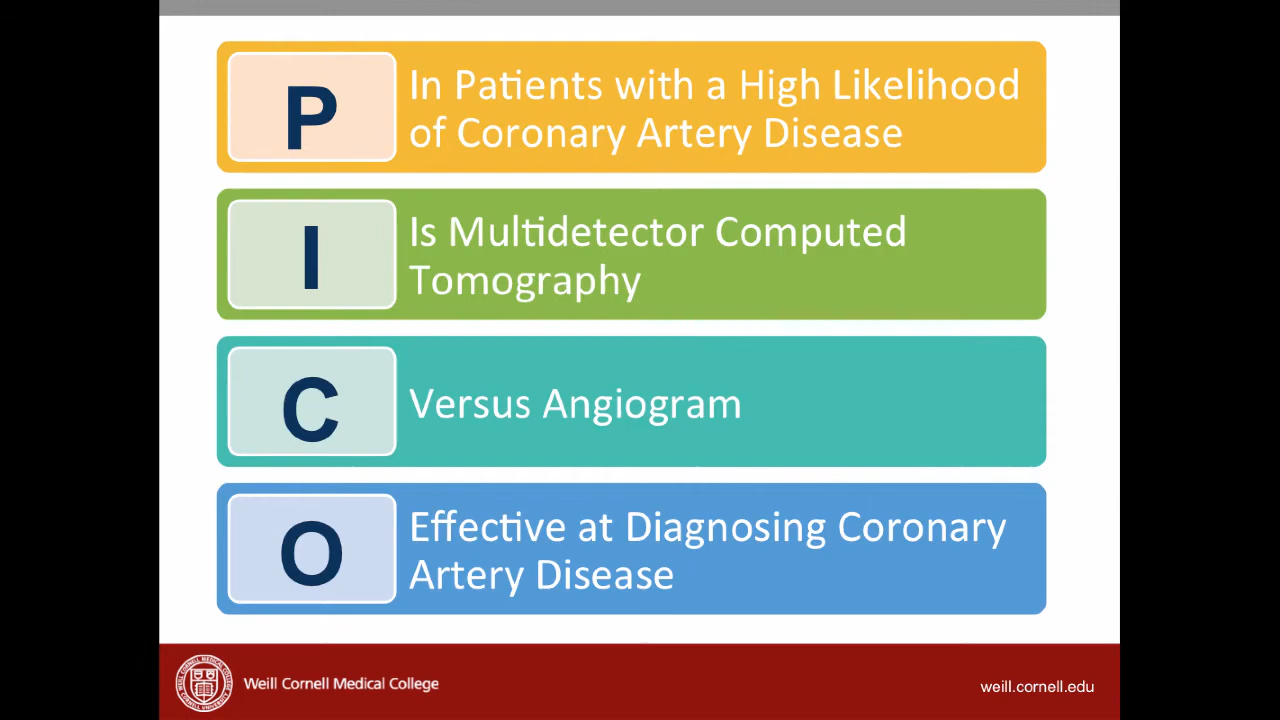 P
In Patients with a High Likelihood
of Coronary Artery Disease
I
Is Multidetector Computed
Tomography
C
Versus Angiogram
O
Effective at Diagnosing Coronary
Artery Disease
Weill Cornell Medical College
weill.cornell.edu